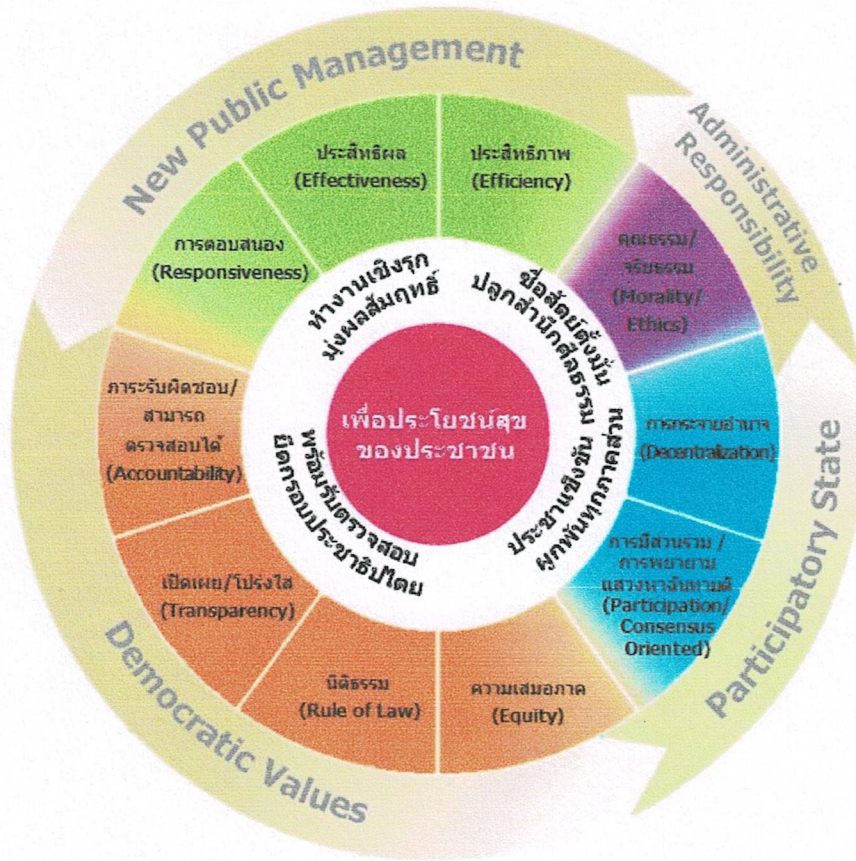 New Public Management
Administrative
Responsibility
Participatory State
Democratic Values
ประสิทธิภาพ
(Efficiency)
คุณธรรม/
จริยธรรม
(Morality/
Ethics)
การกระจายอำนาจ
(Decentralization)
การมีส่วนร่วม /
การพยายาม
แสวงหาฉันทามติ
(Participation/
Consensus
Oriented)
ความเสมอภาค
(Equity)
นิติธรรม
(Rule of Law)
เปิดเผย/โปร่งใส
(Transparency)
ภาระรับผิดชอบ/
สามารถ
ตรวจสอบได้
(Accountability)
การตอบสนอง
(Responsiveness)
ประสิทธิผล
(Effectiveness)
ทำงานเชิงรุก
มุ่งผลสัมฤทธิ์
ซื่อสัตย์ตั้งมั่น
ปลูกสำนึกศีลธรรม
ประชาเชิงชัน
ผูกพันทุกภาคส่วน
พร้อมรับตรวจสอบ
ยึดกรอบประชาธิปไตย
เพื่อประโยชน์สุข
ของประชาชน